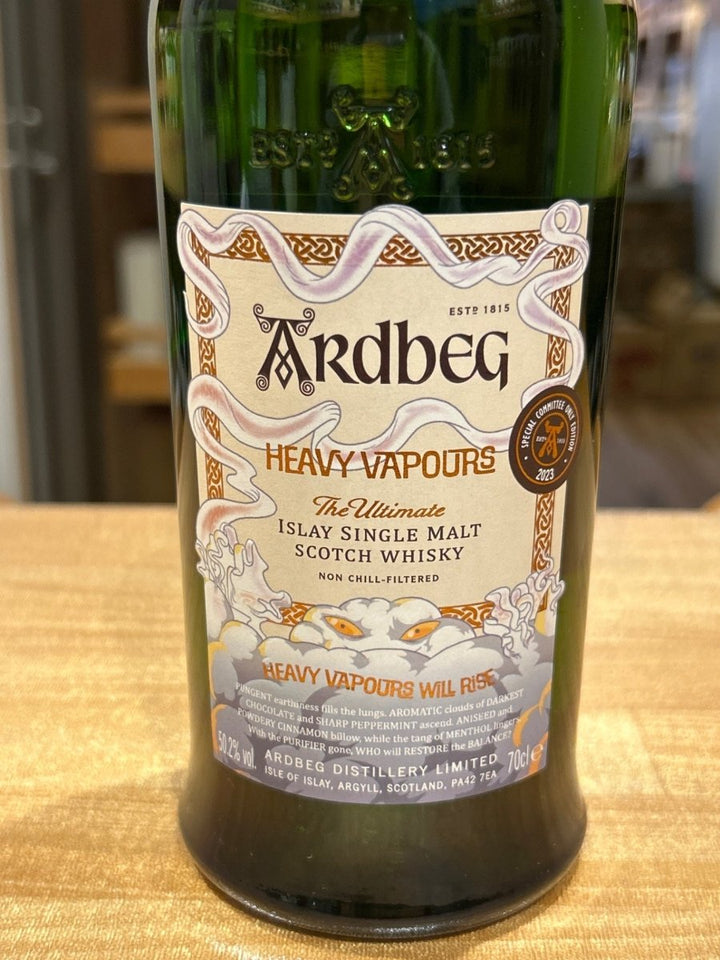 ESTD 1815
ESTD 1815
ARDBEG
SPECIAL COMMITTEE ONLY EDITION
ESTD 1815
2023
HEAVY VAPOURS
The Ultimate
ISLAY SINGLE MALT
SCOTCH WHISKY
NON CHILL-FILTERED
HEAVY VAPOURS WILL RISE
PUNGENT earthiness fills the lungs. AROMATIC clouds of DARKEST
CHOCOLATE and SHARP PEPPERMINT ascend. ANISEED and
POWDERY CINNAMON billow, while the tang of MENTHOL lingers.
With the PURIFIER gone, WHO will RESTORE the BALANCE?
50.2% vol. ARDBEG DISTILLERY LIMITED 70cl e
ISLE OF ISLAY, ARGYLL, SCOTLAND, PA42 7EA